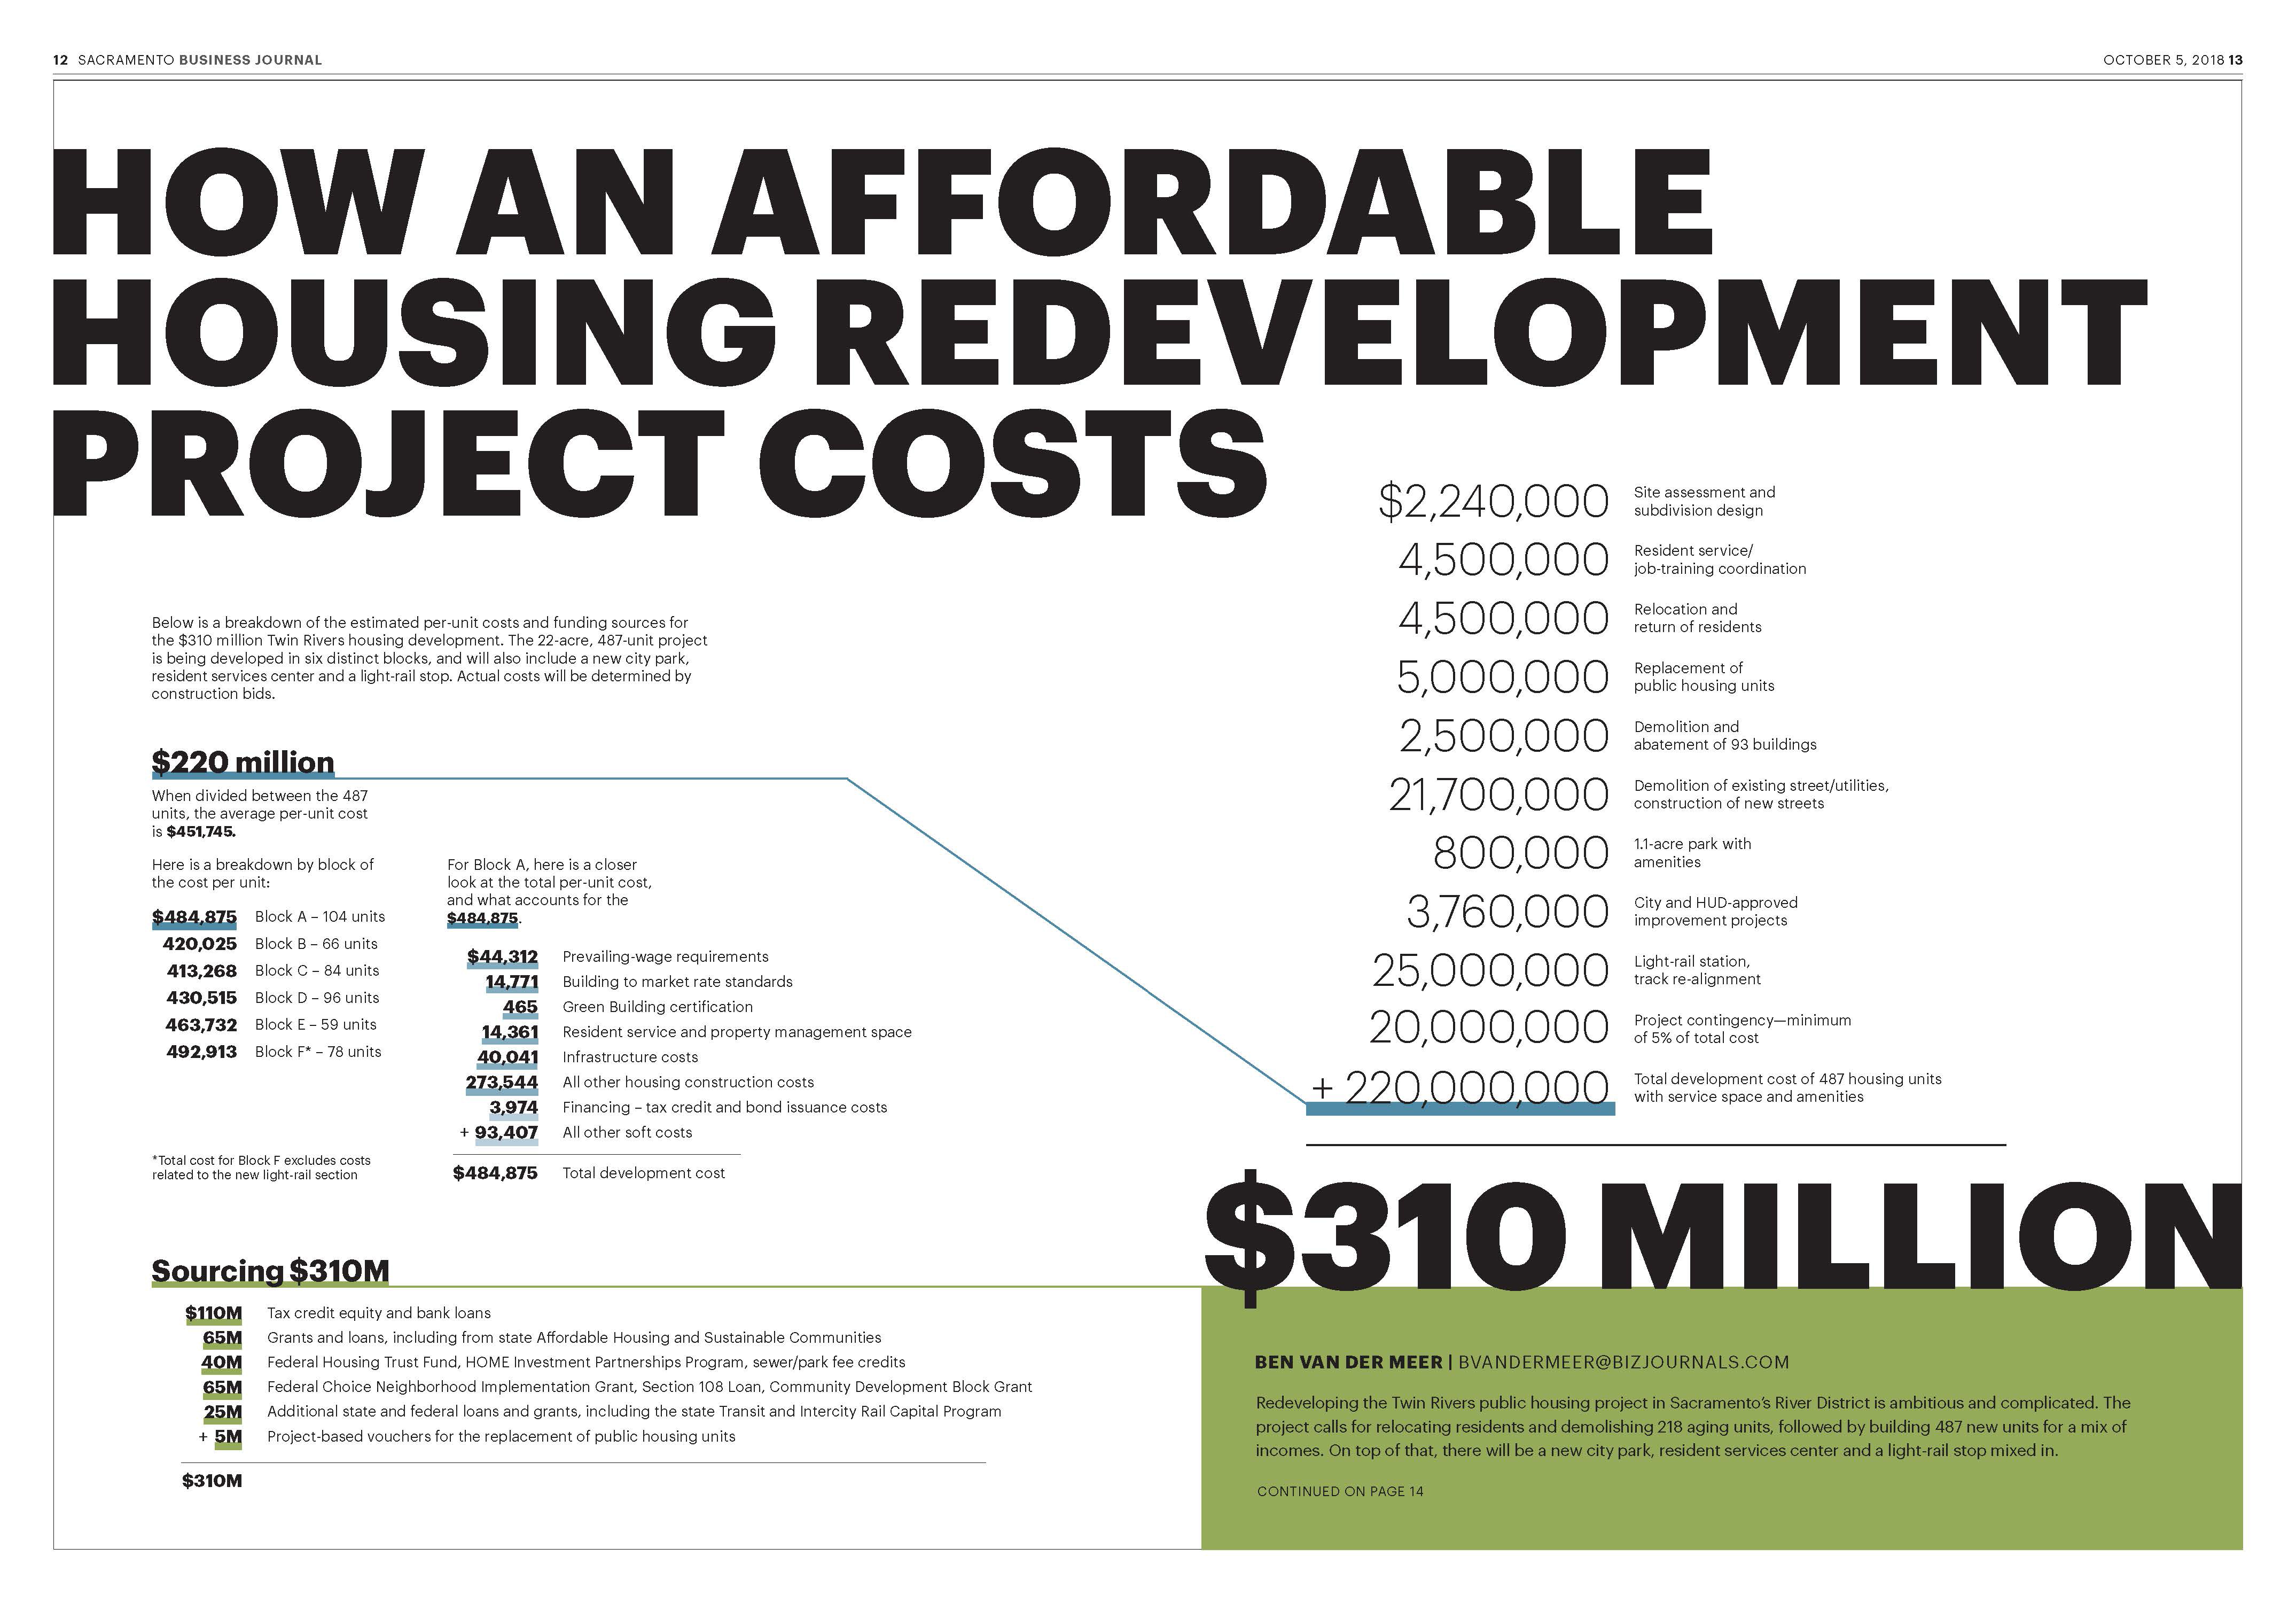 12 SACRAMENTO BUSINESS JOURNAL
OCTOBER 5, 2018 13
HOW AN AFFORDABLE
HOUSING REDEVELOPMENT
PROJECT COSTS
Below is a breakdown of the estimated per-unit costs and funding sources for
the $310 million Twin Rivers housing development. The 22-acre, 487-unit project
is being developed in six distinct blocks, and will also include a new city park,
resident services center and a light-rail stop. Actual costs will be determined by
construction bids.
$220 million
When divided between the 487
units, the average per-unit cost
is $451,745.
Here is a breakdown by block of
the cost per unit:
$484,875 Block A – 104 units
420,025 Block B – 66 units
413,268 Block C – 84 units
430,515 Block D – 96 units
463,732 Block E – 59 units
492,913 Block F* – 78 units
*Total cost for Block F excludes costs
related to the new light-rail section
For Block A, here is a closer
look at the total per-unit cost,
and what accounts for the
$484,875.
$44,312 Prevailing-wage requirements
14,771 Building to market rate standards
465 Green Building certification
14,361 Resident service and property management space
40,041 Infrastructure costs
273,544 All other housing construction costs
3,974 Financing – tax credit and bond issuance costs
+ 93,407 All other soft costs
$484,875 Total development cost
$2,240,000 Site assessment and
subdivision design
4,500,000 Resident service/
job-training coordination
4,500,000 Relocation and
return of residents
5,000,000 Replacement of
public housing units
2,500,000 Demolition and
abatement of 93 buildings
21,700,000 Demolition of existing street/utilities,
construction of new streets
800,000 1.1-acre park with
amenities
3,760,000 City and HUD-approved
improvement projects
25,000,000 Light-rail station,
track re-alignment
20,000,000 Project contingency—minimum
of 5% of total cost
+ 220,000,000 Total development cost of 487 housing units
with service space and amenities
$310 MILLION
Sourcing $310M
$110M Tax credit equity and bank loans
65M Grants and loans, including from state Affordable Housing and Sustainable Communities
40M Federal Housing Trust Fund, HOME Investment Partnerships Program, sewer/park fee credits
65M Federal Choice Neighborhood Implementation Grant, Section 108 Loan, Community Development Block Grant
25M Additional state and federal loans and grants, including the state Transit and Intercity Rail Capital Program
+ 5M Project-based vouchers for the replacement of public housing units
$310M
BEN VAN DER MEER | BVANDERMEER@BIZJOURNALS.COM
Redeveloping the Twin Rivers public housing project in Sacramento’s River District is ambitious and complicated. The
project calls for relocating residents and demolishing 218 aging units, followed by building 487 new units for a mix of
incomes. On top of that, there will be a new city park, resident services center and a light-rail stop mixed in.
CONTINUED ON PAGE 14